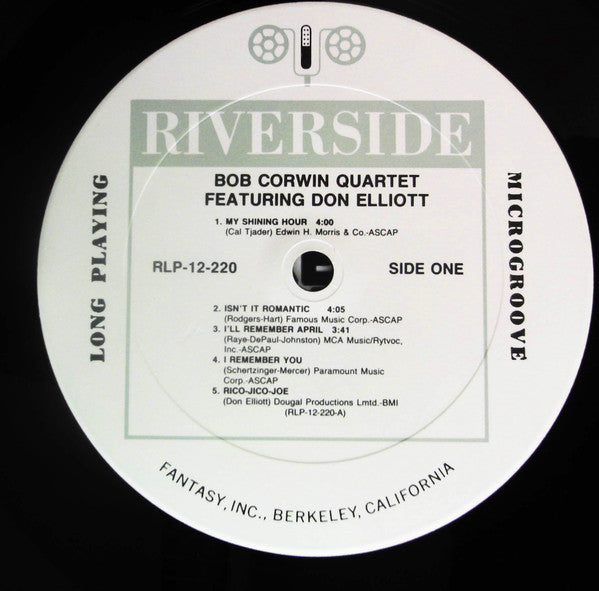 RIVERSIDE
BOB CORWIN QUARTET
FEATURING DON ELLIOTT
1. MY SHINING HOUR 4:00
(Cal Tjader) Edwin H. Morris & Co.-ASCAP
LONG PLAYING
MICROGROOVE
RLP-12-220
SIDE ONE
2. ISN'T IT ROMANTIC 4:05
(Rodgers-Hart) Famous Music Corp.-ASCAP
3. I'LL REMEMBER APRIL 3:41
(Raye-DePaul-Johnston) MCA Music/Rytvoc,
Inc.-ASCAP
4. I REMEMBER YOU
(Schertzinger-Mercer) Paramount Music
Corp.-ASCAP
5. RICO-JICO-JOE
(Don Elliott) Dougal Productions Lmtd.-BMI
(RLP-12-220-A)
FANTASY, INC., BERKELEY, CALIFORNIA